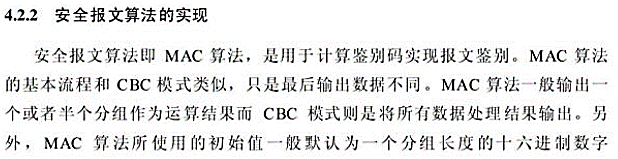 4.2.2 安全报文算法的实现
安全报文算法即 MAC 算法，是用于计算鉴别码实现报文鉴别。MAC 算法
的基本流程和 CBC 模式类似，只是最后输出数据不同。MAC 算法一般输出一
个或者半个分组作为运算结果而 CBC 模式则是将所有数据处理结果输出。另
外，MAC 算法所使用的初始值一般默认为一个分组长度的十六进制数字